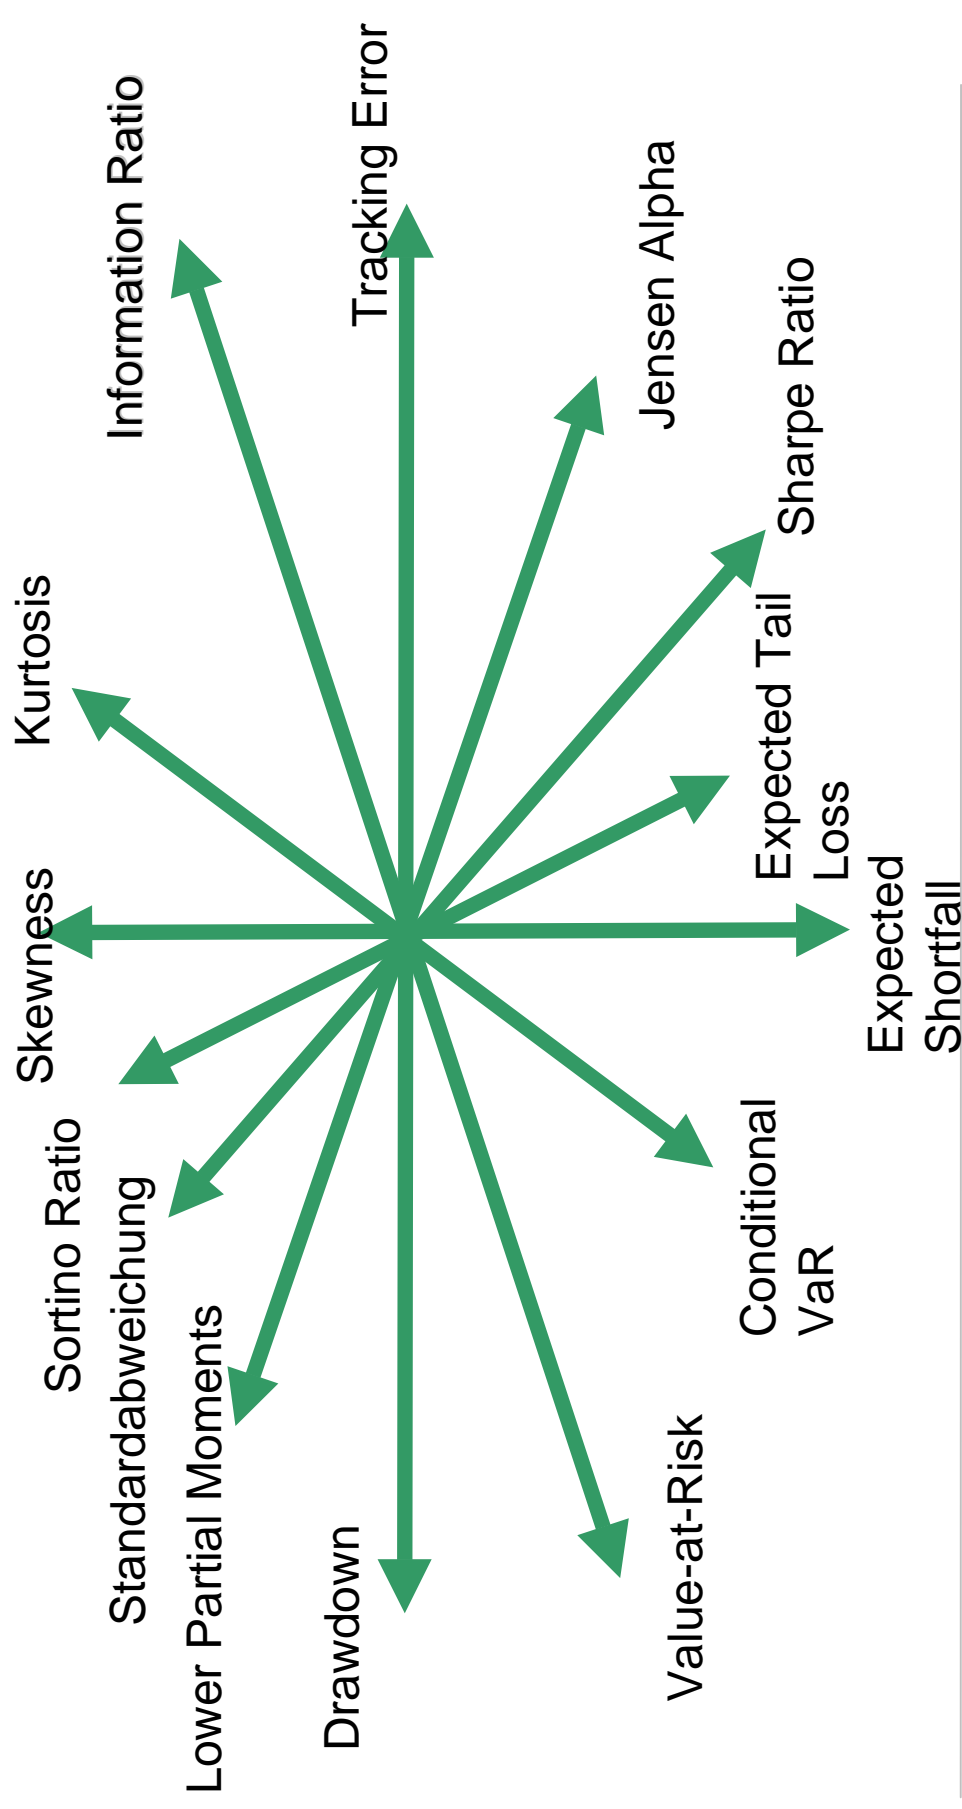 Skewness
Kurtosis
Sortino Ratio
Information Ratio
Standardabweichung
Lower Partial Moments
Tracking Error
Drawdown
Jensen Alpha
Value-at-Risk
Sharpe Ratio
Conditional
VaR
Expected Tail
Loss
Expected
Shortfall